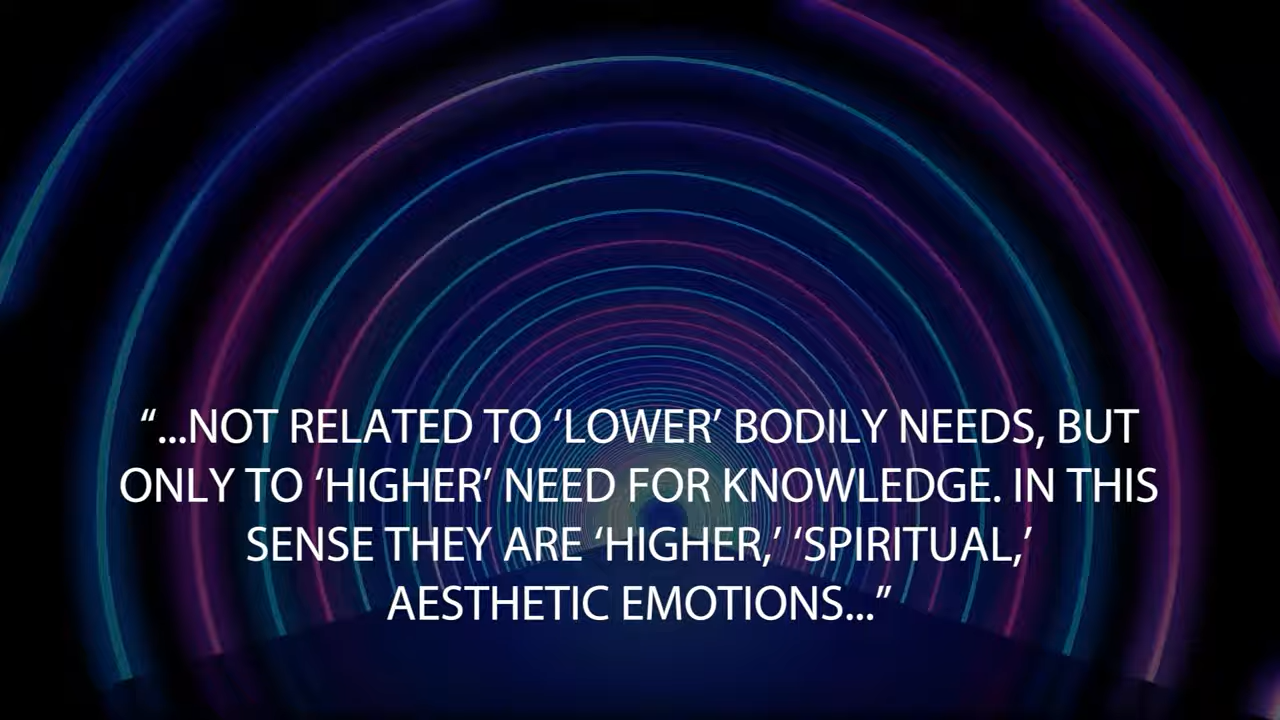 “...NOT RELATED TO ‘LOWER’ BODILY NEEDS, BUT
ONLY TO ‘HIGHER’ NEED FOR KNOWLEDGE. IN THIS
SENSE THEY ARE ‘HIGHER,’ ‘SPIRITUAL,’
AESTHETIC EMOTIONS...”